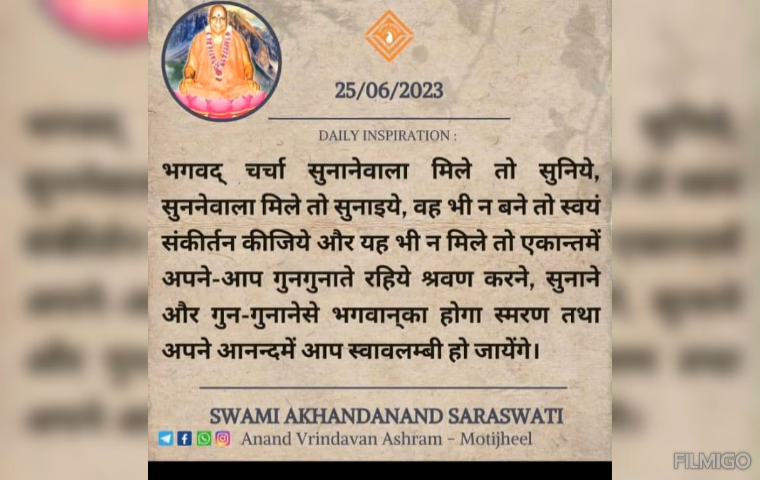 25/06/2023
DAILY INSPIRATION :
भगवद् चर्चा सुनानेवाला मिले तो सुनिये,
सुननेवाला मिले तो सुनाइये, वह भी न बने तो स्वयं
संकीर्तन कीजिये और यह भी न मिले तो एकान्तमें
अपने-आप गुनगुनाते रहिये श्रवण करने, सुनाने
और गुन-गुनानेसे भगवान्का होगा स्मरण तथा
अपने आनन्दमें आप स्वावलम्बी हो जायेंगे।
SWAMI AKHANDANAND SARASWATI
Anand Vrindavan Ashram - Motijheel
FILMIGO